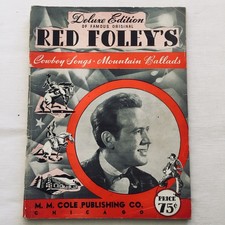 Deluxe Edition
OF FAMOUS ORIGINAL
RED FOLEY'S
Cowboy Songs - Mountain Ballads
PRICE
75¢
M. M. COLE PUBLISHING CO.
CHICAGO